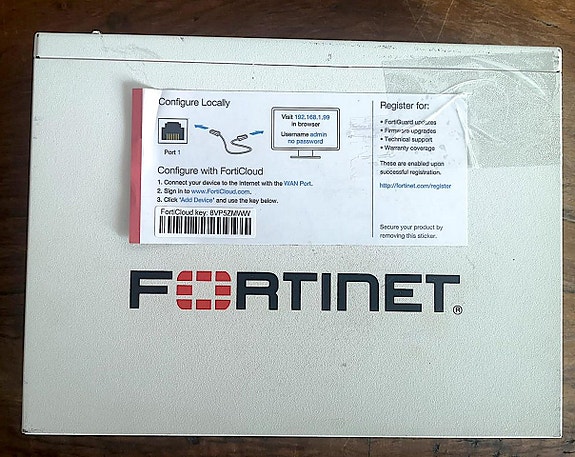 Configure Locally
Port 1
Visit 192.168.1.99
in browser
Username admin
no password
Configure with FortiCloud
1. Connect your device to the Internet with the WAN Port.
2. Sign in to www.FortiCloud.com.
3. Click "Add Device" and use the key below.
FortiCloud key: 8VP5ZMWW
Register for:
• FortiGuard updates
• Firmware upgrades
• Technical support
• Warranty coverage
These are enabled upon
successful registration.
http://fortinet.com/register
Secure your product by
removing this sticker.
FORTINET®